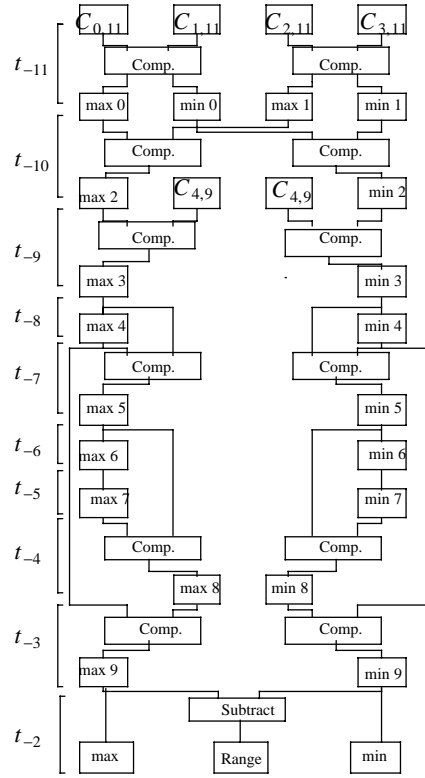 C0,11 C1,11 C2,11 C3,11
t−11 Comp. Comp.
max 0 min 0 max 1 min 1
t−10 Comp. Comp.
max 2 C4,9 C4,9 min 2
t−9 Comp. Comp.
max 3 min 3
t−8 max 4 min 4
t−7 Comp. Comp.
max 5 min 5
t−6 max 6 min 6
t−5 max 7 min 7
t−4 Comp. Comp.
max 8 min 8
t−3 Comp. Comp.
max 9 min 9
Subtract
t−2
max Range min